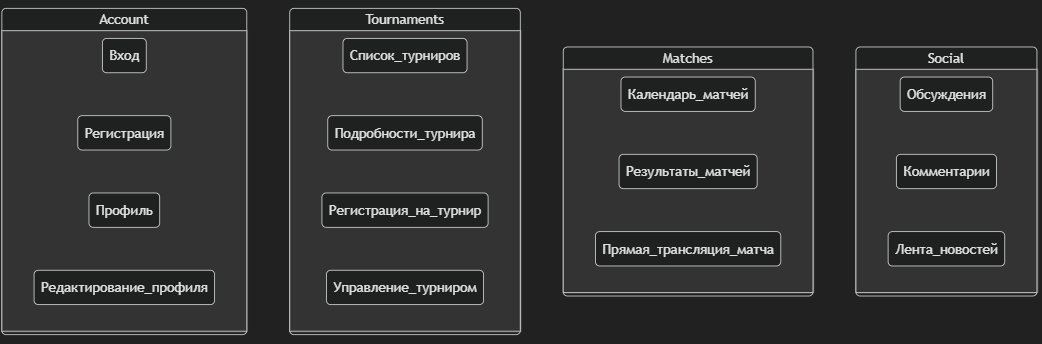 Account
Вход
Регистрация
Профиль
Редактирование_профиля
Tournaments
Список_турниров
Подробности_турнира
Регистрация_на_турнир
Управление_турниром
Matches
Календарь_матчей
Результаты_матчей
Прямая_трансляция_матча
Social
Обсуждения
Комментарии
Лента_новостей